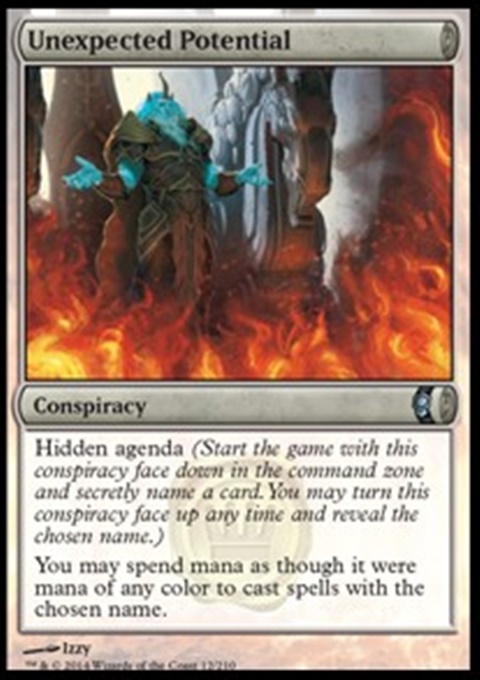 Unexpected Potential
Conspiracy
Hidden agenda (Start the game with this
conspiracy face down in the command zone
and secretly name a card. You may turn this
conspiracy face up any time and reveal the
chosen name.)
You may spend mana as though it were
mana of any color to cast spells with the
chosen name.
Izzy
™ & © 2014 Wizards of the Coast 12/210